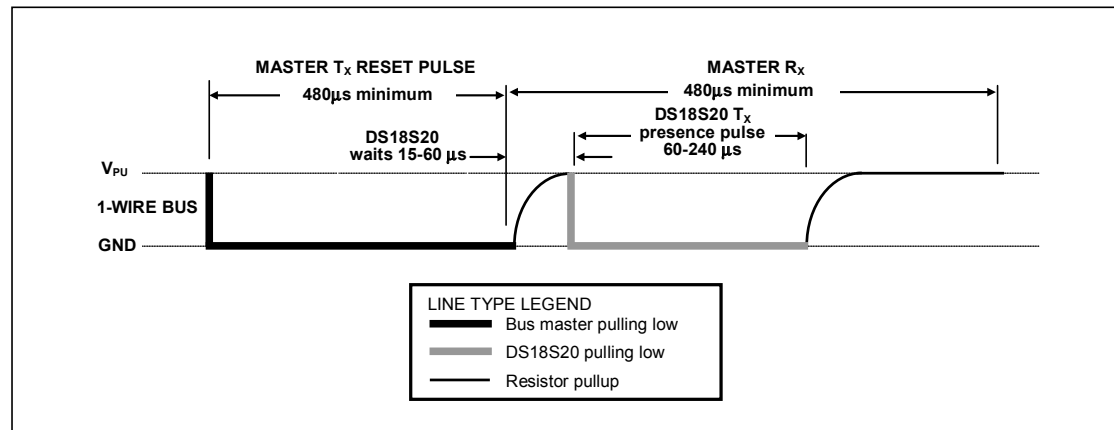 MASTER TX RESET PULSE
480μs minimum
MASTER RX
480μs minimum
DS18S20
waits 15-60 μs
DS18S20 TX
presence pulse
60-240 μs
VPU
1-WIRE BUS
GND
LINE TYPE LEGEND
Bus master pulling low
DS18S20 pulling low
Resistor pullup